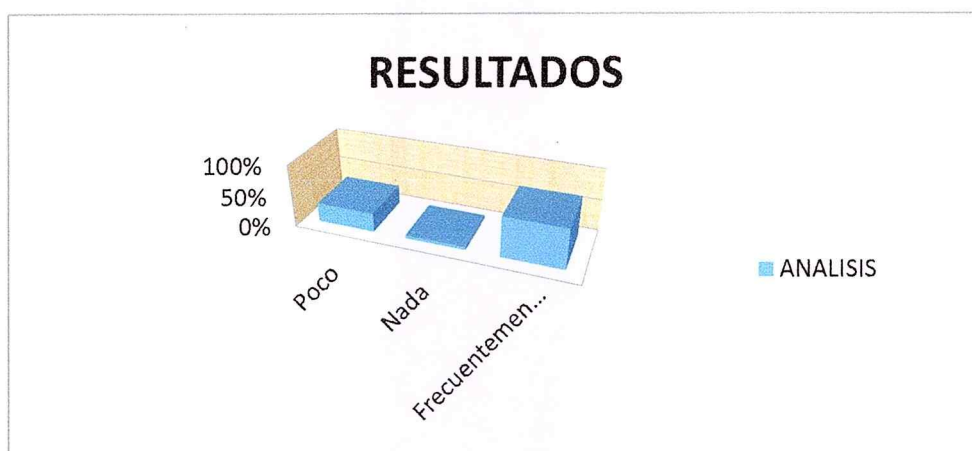 RESULTADOS
100%
50%
0%
Poco
Nada
Frecuentemen...
ANALISIS